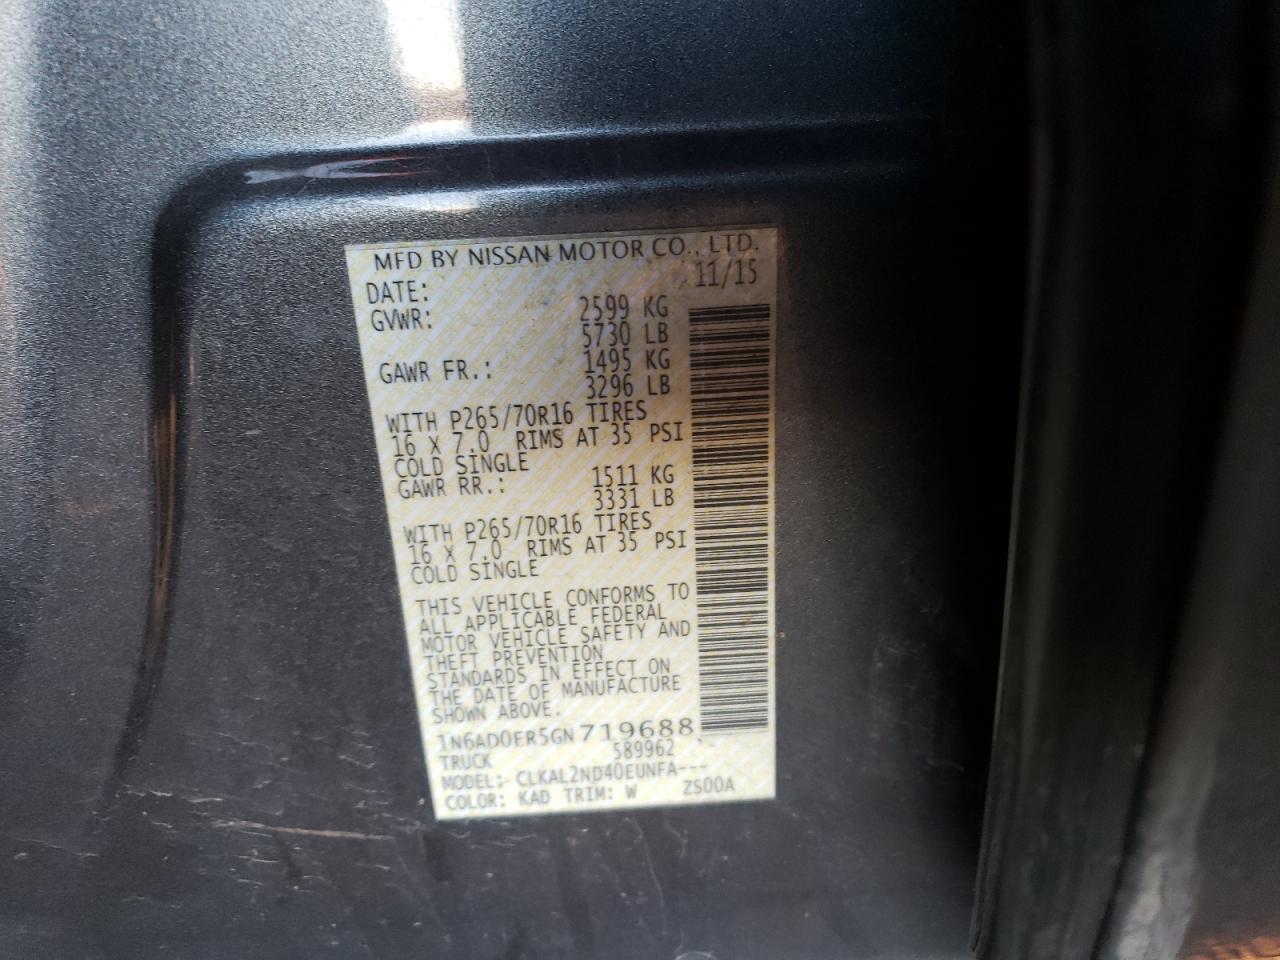 MFD BY NISSAN MOTOR CO., LTD.
DATE: 11/15
GVWR: 2599 KG
5730 LB
GAWR FR.: 1495 KG
3296 LB
WITH P265/70R16 TIRES
16 X 7.0 RIMS AT 35 PSI
COLD SINGLE
GAWR RR.: 1511 KG
3331 LB
WITH P265/70R16 TIRES
16 X 7.0 RIMS AT 35 PSI
COLD SINGLE
THIS VEHICLE CONFORMS TO
ALL APPLICABLE FEDERAL
MOTOR VEHICLE SAFETY AND
THEFT PREVENTION
STANDARDS IN EFFECT ON
THE DATE OF MANUFACTURE
SHOWN ABOVE.
1N6AD0ER5GN719688
TRUCK 589962
MODEL: CLKAL2ND40EUNFA---
COLOR: KAD TRIM: W ZS00A